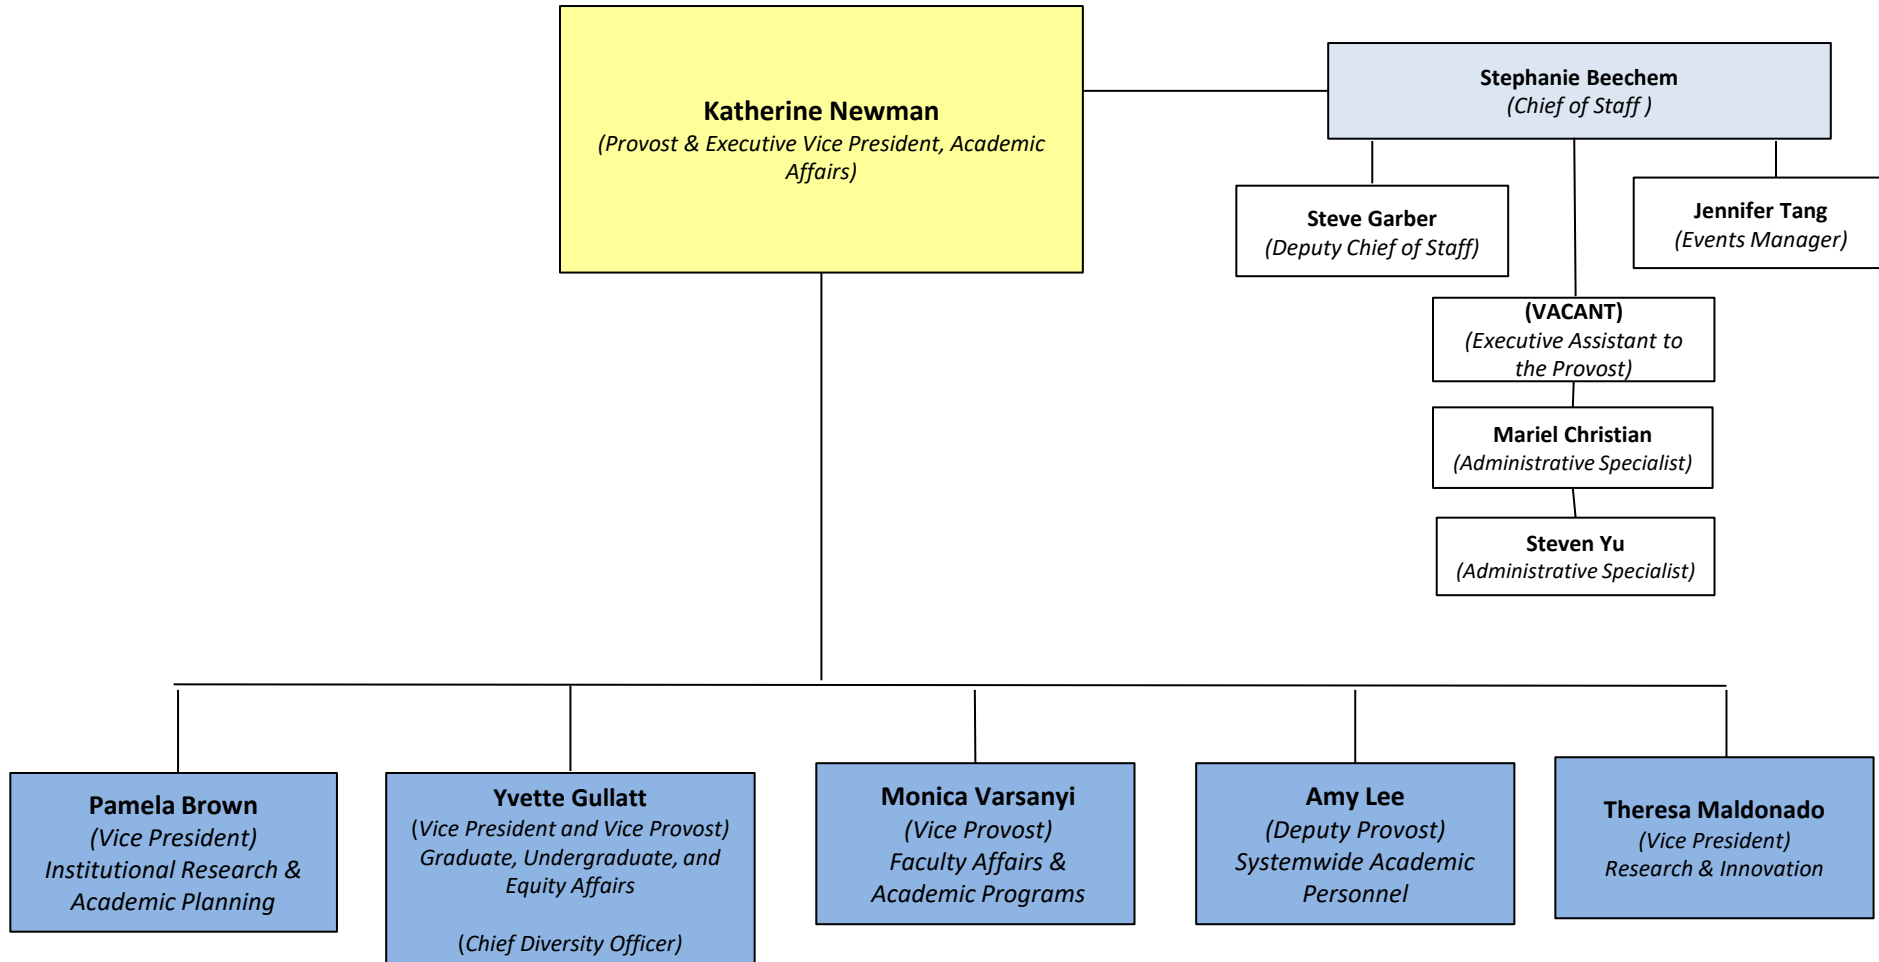 Katherine Newman
(Provost & Executive Vice President, Academic
Affairs)
Stephanie Beechem
(Chief of Staff )
Steve Garber
(Deputy Chief of Staff)
Jennifer Tang
(Events Manager)
(VACANT)
(Executive Assistant to
the Provost)
Mariel Christian
(Administrative Specialist)
Steven Yu
(Administrative Specialist)
Pamela Brown
(Vice President)
Institutional Research &
Academic Planning
Yvette Gullatt
(Vice President and Vice Provost)
Graduate, Undergraduate, and
Equity Affairs
(Chief Diversity Officer)
Monica Varsanyi
(Vice Provost)
Faculty Affairs &
Academic Programs
Amy Lee
(Deputy Provost)
Systemwide Academic
Personnel
Theresa Maldonado
(Vice President)
Research & Innovation